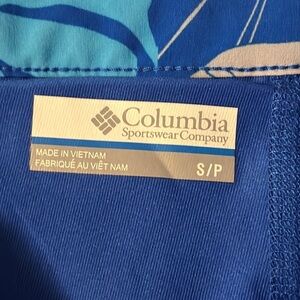 Columbia
Sportswear Company
MADE IN VIETNAM
FABRIQUÉ AU VIÊT NAM
S/P